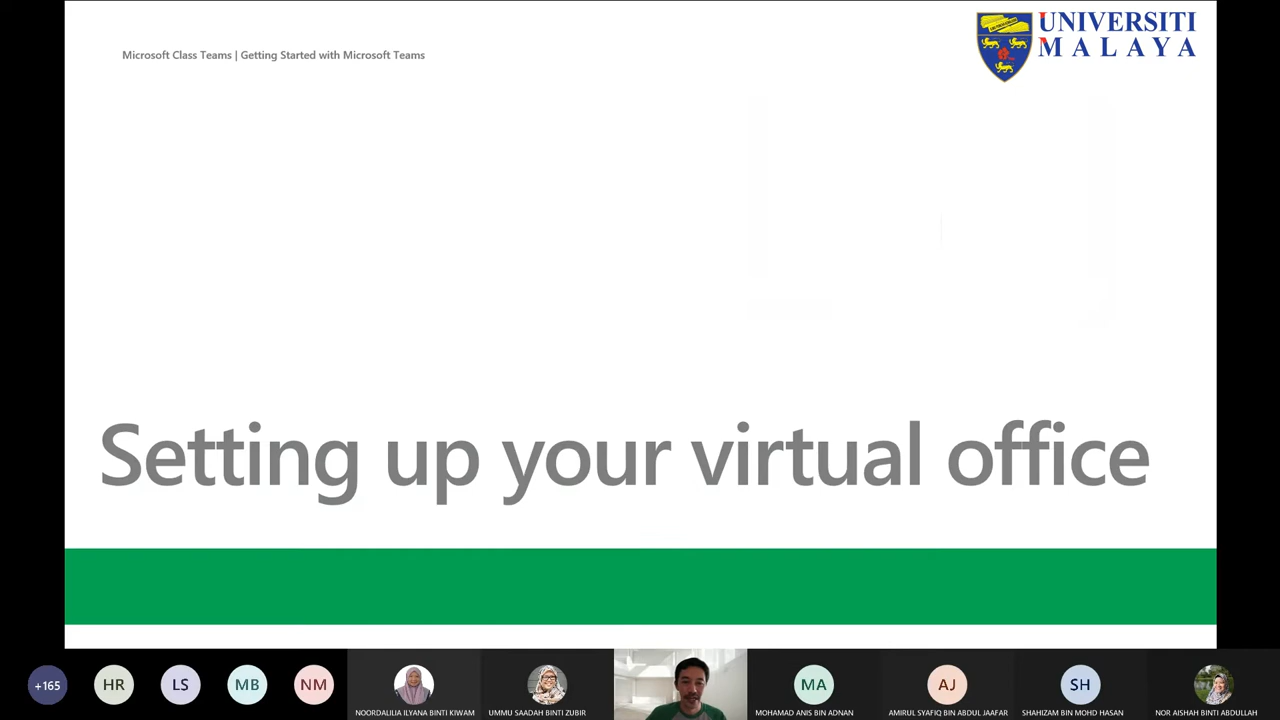 Microsoft Class Teams | Getting Started with Microsoft Teams
UNIVERSITI
MALAYA
Setting up your virtual office
+165
HR
LS
MB
NM
NOORDALILIA ILYANA BINTI KIWAM
UMMU SAADAH BINTI ZUBIR
MA
MOHAMAD ANIS BIN ADNAN
AJ
AMIRUL SYAFIQ BIN ABDUL JAAFAR
SH
SHAHIZAM BIN MOHD HASAN
NOR AISHAH BINTI ABDULLAH